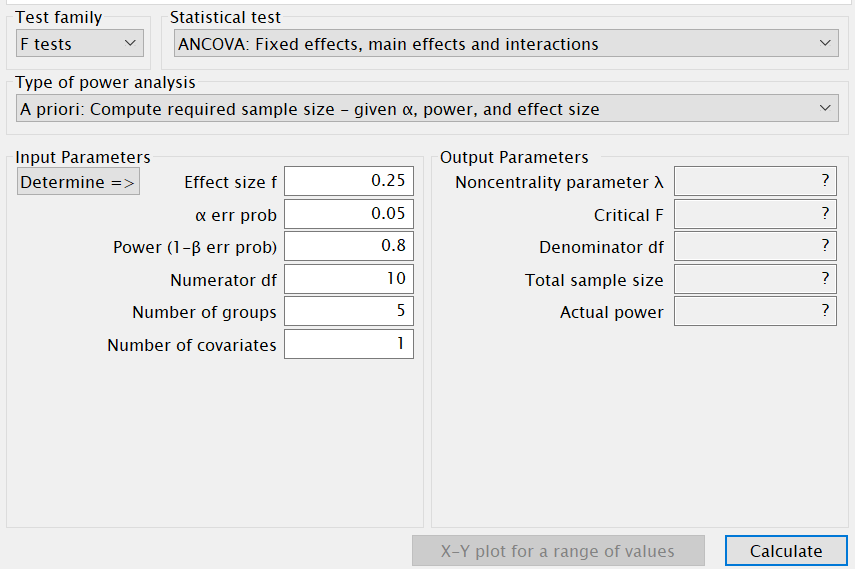 Test family
Statistical test
F tests
ANCOVA: Fixed effects, main effects and interactions
Type of power analysis
A priori: Compute required sample size – given α, power, and effect size
Input Parameters
Output Parameters
Determine =>
Effect size f
0.25
Noncentrality parameter λ
?
α err prob
0.05
Critical F
?
Power (1–β err prob)
0.8
Denominator df
?
Numerator df
10
Total sample size
?
Number of groups
5
Actual power
?
Number of covariates
1
X-Y plot for a range of values
Calculate